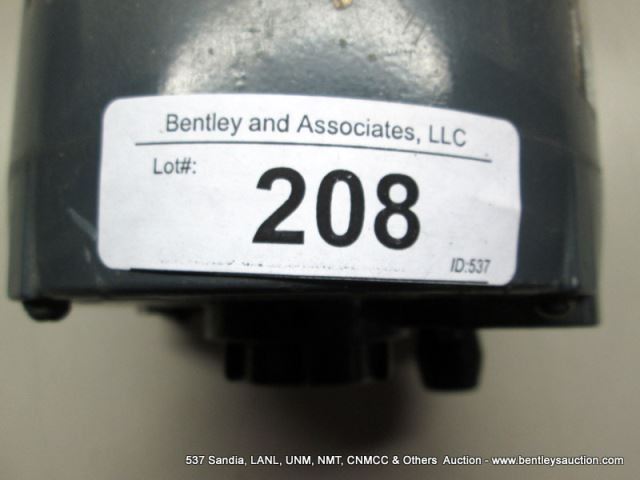 Bentley and Associates, LLC
Lot#:
208
ID:537
537 Sandia, LANL, UNM, NMT, CNMCC & Others Auction - www.bentleysauction.com